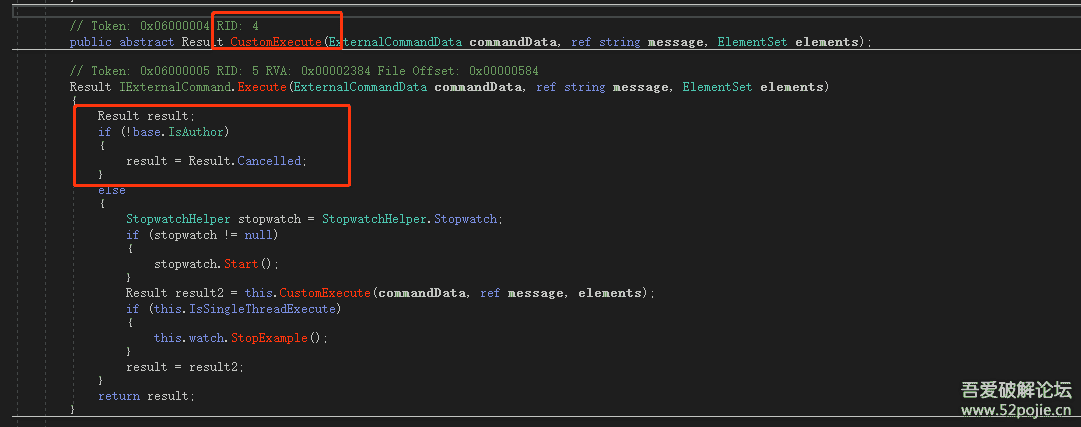 }
// Token: 0x06000004 RID: 4
public abstract Result CustomExecute(ExternalCommandData commandData, ref string message, ElementSet elements);
// Token: 0x06000005 RID: 5 RVA: 0x00002384 File Offset: 0x00000584
Result IExternalCommand.Execute(ExternalCommandData commandData, ref string message, ElementSet elements)
{
Result result;
if (!base.IsAuthor)
{
result = Result.Cancelled;
}
else
{
StopwatchHelper stopwatch = StopwatchHelper.Stopwatch;
if (stopwatch != null)
{
stopwatch.Start();
}
Result result2 = this.CustomExecute(commandData, ref message, elements);
if (this.IsSingleThreadExecute)
{
this.watch.StopExample();
}
result = result2;
}
return result;
}
吾爱破解论坛
www.52pojie.cn